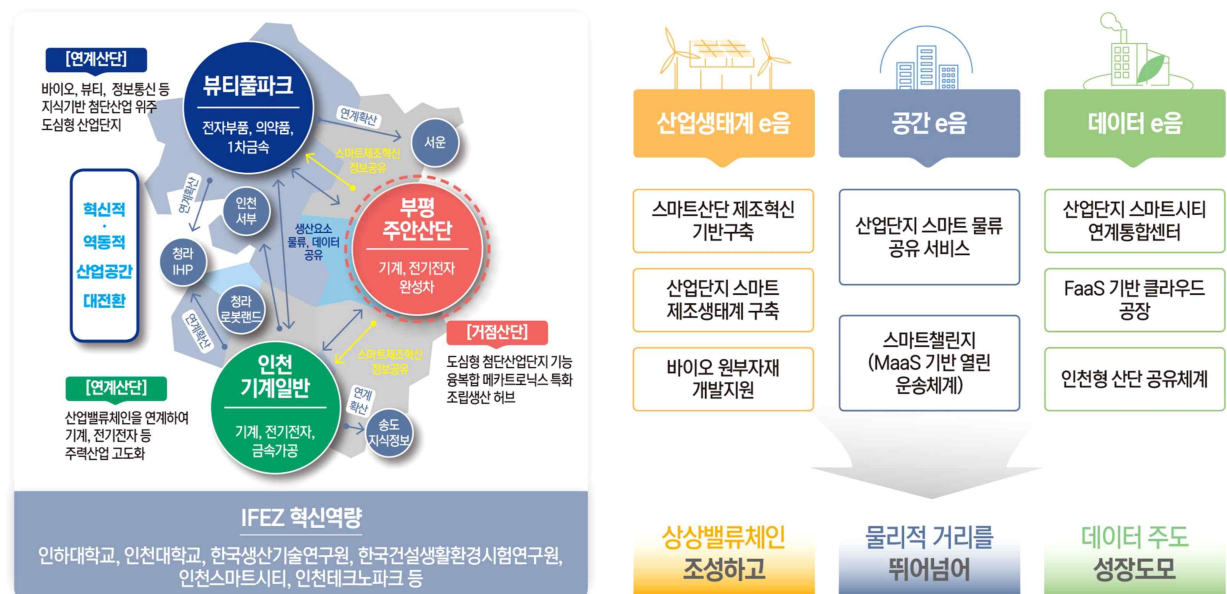 [연계산단]
바이오, 뷰티, 정보통신 등
지식기반 첨단산업 위주
도심형 산업단지
뷰티풀파크
전자부품, 의약품,
1차금속
연계확산
서운
스마트제조혁신
정보공유
혁신적
·
역동적
산업공간
대전환
연계확산
인천
서부
생산요소
물류, 데이터
공유
부평
주안산단
기계, 전기전자
완성차
청라
IHP
청라
로봇랜드
연계확산
[거점산단]
도심형 첨단산업단지 기능
융복합 메카트로닉스 특화
조립생산 허브
스마트제조혁신
정보공유
[연계산단]
산업밸류체인을 연계하여
기계, 전기전자 등
주력산업 고도화
인천
기계일반
기계, 전기전자,
금속가공
연계
확산
송도
지식정보
IFEZ 혁신역량
인하대학교, 인천대학교, 한국생산기술연구원, 한국건설생활환경시험연구원,
인천스마트시티, 인천테크노파크 등
산업생태계 e음
스마트산단 제조혁신
기반구축
산업단지 스마트
제조생태계 구축
바이오 원부자재
개발지원
상상밸류체인
조성하고
공간 e음
산업단지 스마트 물류
공유 서비스
스마트챌린지
(MaaS 기반 열린
운송체계)
물리적 거리를
뛰어넘어
데이터 e음
산업단지 스마트시티
연계통합센터
FaaS 기반 클라우드
공장
인천형 산단 공유체계
데이터 주도
성장도모